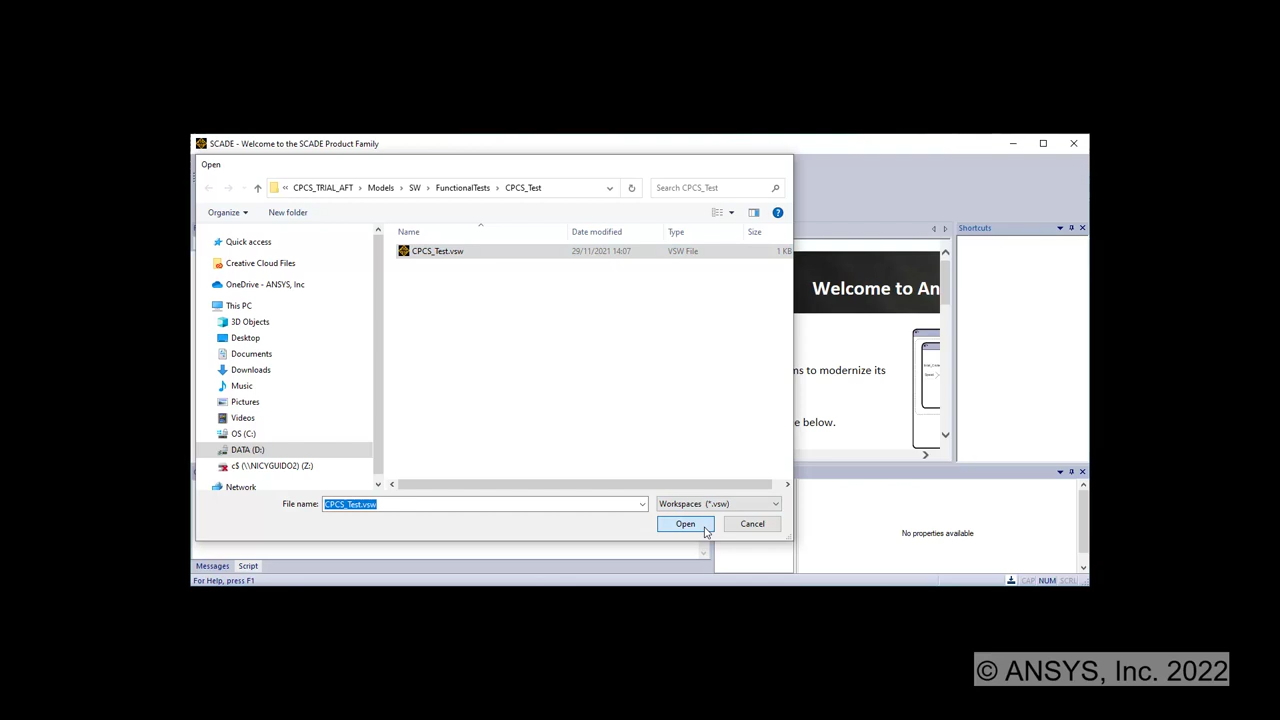 SCADE - Welcome to the SCADE Product Family
Open
« CPCS_TRIAL_AFT > Models > SW > FunctionalTests > CPCS_Test
Search CPCS_Test
Organize
New folder
Name
Date modified
Type
Size
CPCS_Test.vsw
29/11/2021 14:07
VSW File
1 KB
Quick access
Creative Cloud Files
OneDrive - ANSYS, Inc
This PC
3D Objects
Desktop
Documents
Downloads
Music
Pictures
Videos
OS (C:)
DATA (D:)
c$ (\\NICYGUIDO2) (Z:)
Network
File name:
CPCS_Test.vsw
Workspaces (*.vsw)
Open
Cancel
Shortcuts
Welcome to An
ns to modernize its
e below.
No properties available
Messages
Script
For Help, press F1
CAP NUM SCRL
© ANSYS, Inc. 2022